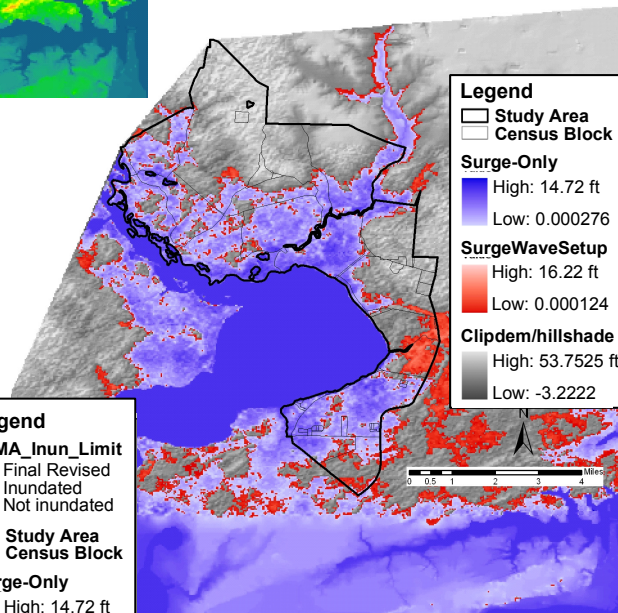 Legend
Study Area
Census Block
Surge-Only
High: 14.72 ft
Low: 0.000276
SurgeWaveSetup
High: 16.22 ft
Low: 0.000124
Clipdem/hillshade
High: 53.7525 ft
Low: -3.2222
N
Miles
0 0.5 1 2 3 4
gend
MA_Inun_Limit
Final Revised
Inundated
Not inundated
Study Area
Census Block
rge-Only
High: 14.72 ft